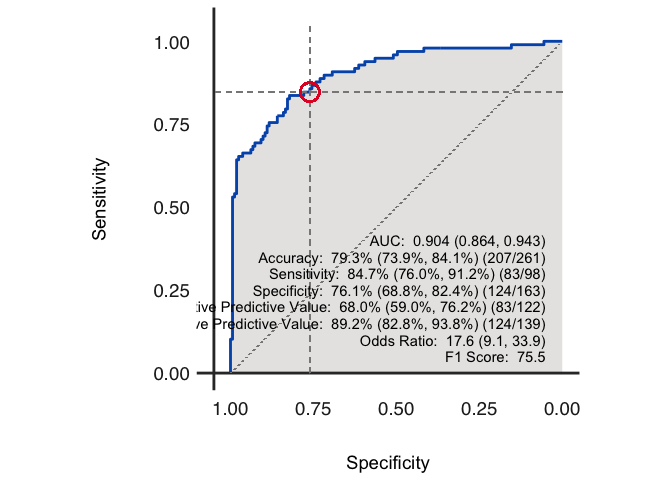 1.00
0.75
0.50
0.25
0.00
Sensitivity
AUC: 0.904 (0.864, 0.943)
Accuracy: 79.3% (73.9%, 84.1%) (207/261)
Sensitivity: 84.7% (76.0%, 91.2%) (83/98)
Specificity: 76.1% (68.8%, 82.4%) (124/163)
tive Predictive Value: 68.0% (59.0%, 76.2%) (83/122)
ve Predictive Value: 89.2% (82.8%, 93.8%) (124/139)
Odds Ratio: 17.6 (9.1, 33.9)
F1 Score: 75.5
1.00 0.75 0.50 0.25 0.00
Specificity